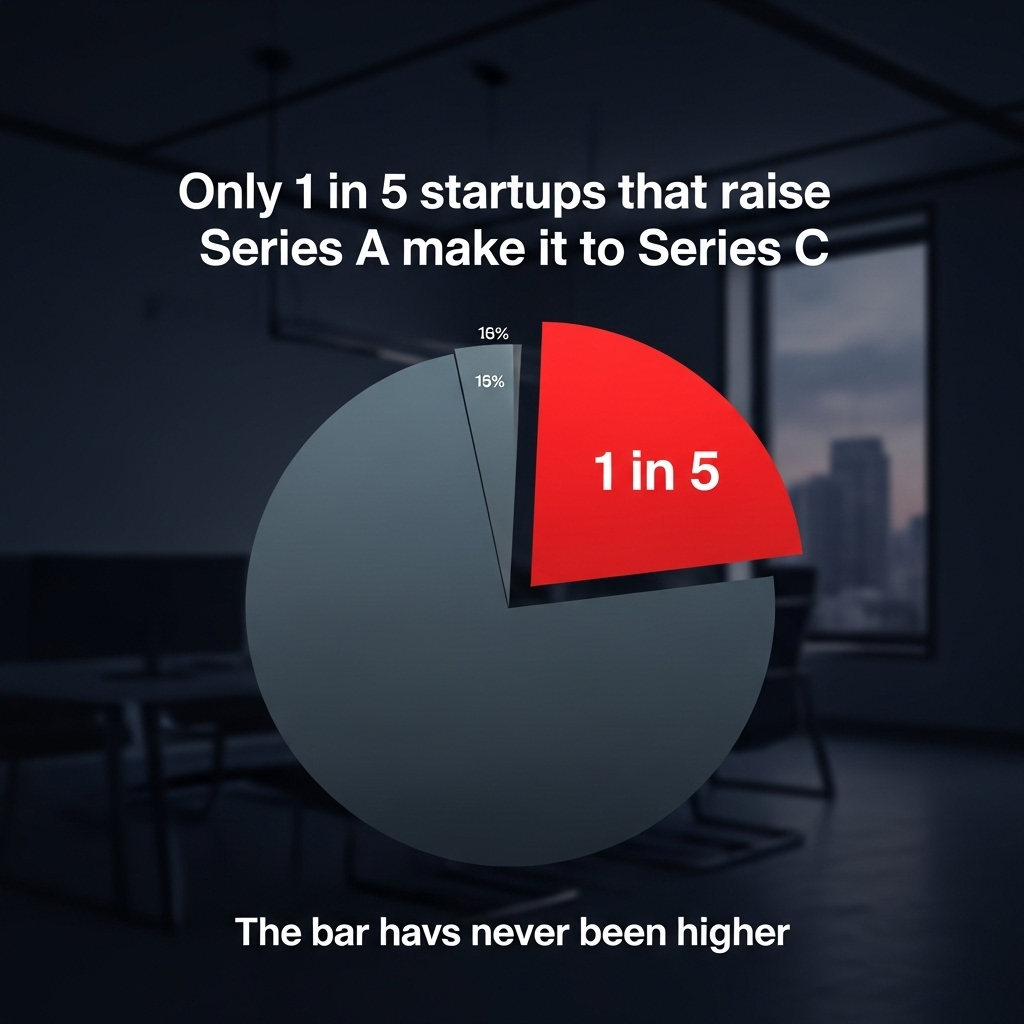 Only 1 in 5 startups that raise
Series A make it to Series C
16%
16%
1 in 5
The bar havs never been higher